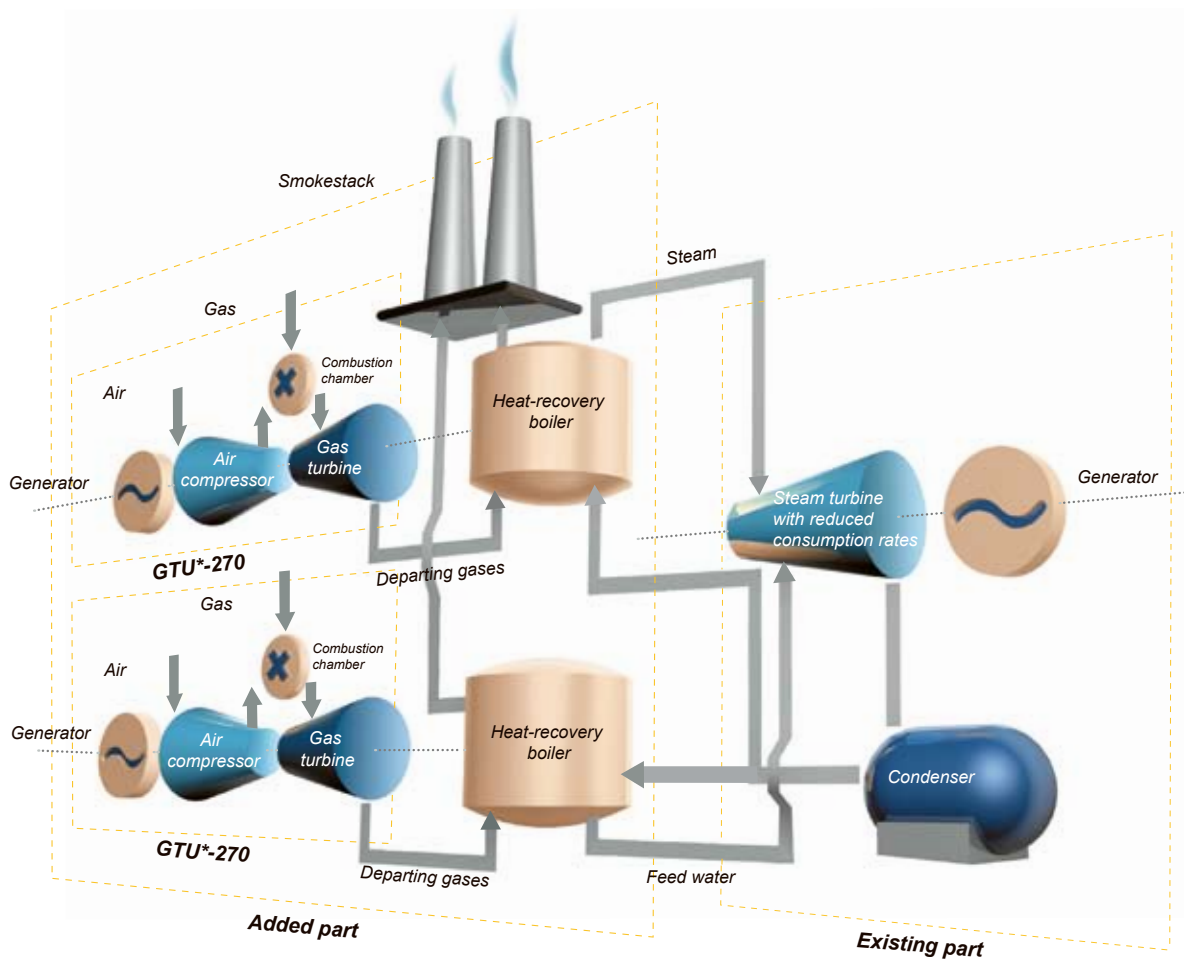 Smokestack
Steam
Gas
Combustion
chamber
Air
Heat-recovery
boiler
Gas
turbine
Air
compressor
Generator
Generator
Steam turbine
with reduced
consumption rates
GTU*-270
Departing gases
Gas
Combustion
chamber
Air
Generator
Air
compressor
Gas
turbine
Heat-recovery
boiler
Condenser
GTU*-270
Departing gases
Feed water
Added part
Existing part